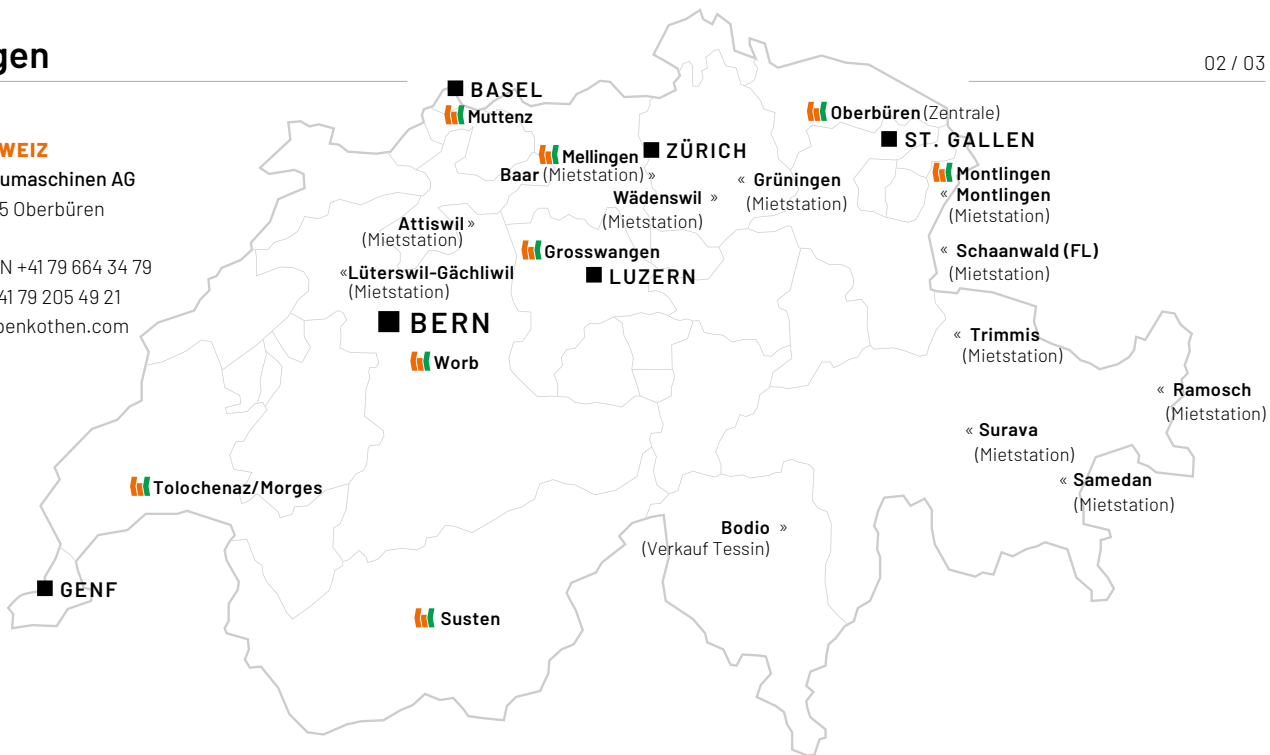 gen
02 / 03
WEIZ
umaschinen AG
5 Oberbüren
N +41 79 664 34 79
41 79 205 49 21
penkothen.com
BASEL
Muttenz
Oberbüren (Zentrale)
ST. GALLEN
Mellingen
ZÜRICH
Baar (Mietstation) »
« Grüningen
(Mietstation)
Wädenswil »
(Mietstation)
Montlingen
« Montlingen
(Mietstation)
Attiswil »
(Mietstation)
Grosswangen
« Schaanwald (FL)
(Mietstation)
«Lüterswil-Gächliwil
(Mietstation)
LUZERN
BERN
Worb
« Trimmis
(Mietstation)
« Ramosch
(Mietstation)
« Surava
(Mietstation)
« Samedan
(Mietstation)
Tolochenaz/Morges
Bodio »
(Verkauf Tessin)
GENF
Susten